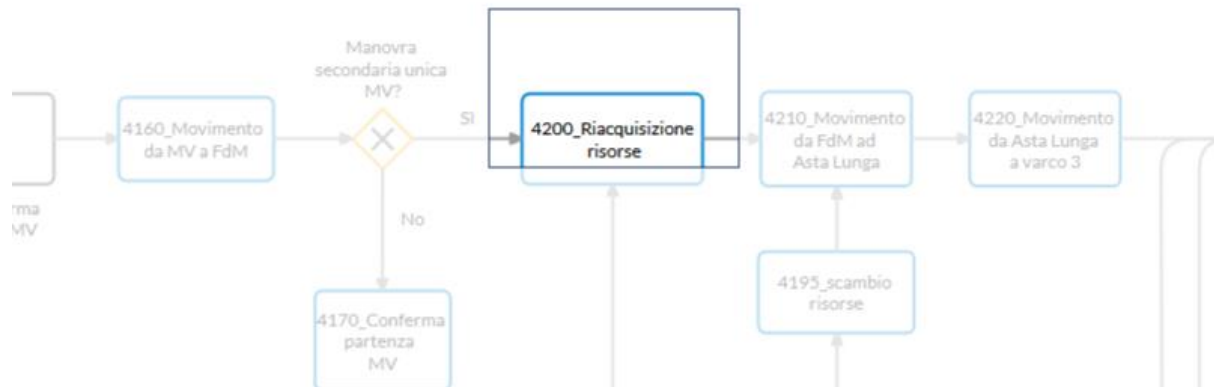 Manovra
secondaria unica
MV?
4160_Movimento
da MV a FdM
Sì
4200_Riacquisizione
risorse
4210_Movimento
da FdM ad
Asta Lunga
4220_Movimento
da Asta Lunga
a varco 3
rma
MV
No
4195_scambio
risorse
4170_Conferma
partenza
MV